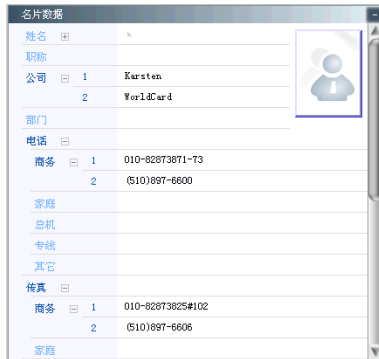 名片数据
姓名
职称
公司 1 Karsten
2 WorldCard
部门
电话
商务 1 010-82873871-73
2 (510)897-6600
家庭
总机
专线
其它
传真
商务 1 010-82873825#102
2 (510)897-6606
家庭